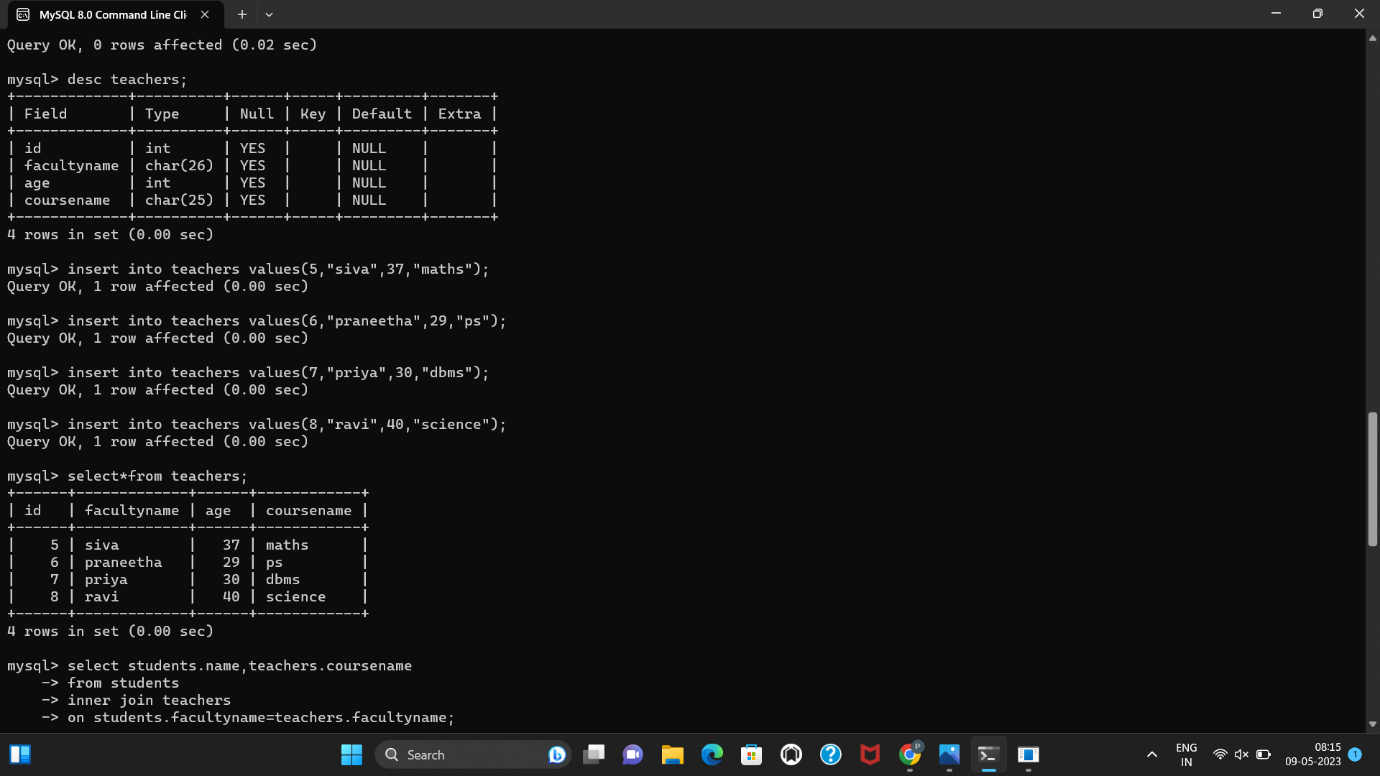 MySQL 8.0 Command Line Cli
Query OK, 0 rows affected (0.02 sec)
mysql> desc teachers;
+-------------+----------+------+-----+---------+-------+
| Field       | Type     | Null | Key | Default | Extra |
+-------------+----------+------+-----+---------+-------+
| id          | int      | YES  |     | NULL    |       |
| facultyname | char(26) | YES  |     | NULL    |       |
| age         | int      | YES  |     | NULL    |       |
| coursename  | char(25) | YES  |     | NULL    |       |
+-------------+----------+------+-----+---------+-------+
4 rows in set (0.00 sec)
mysql> insert into teachers values(5,"siva",37,"maths");
Query OK, 1 row affected (0.00 sec)
mysql> insert into teachers values(6,"praneetha",29,"ps");
Query OK, 1 row affected (0.00 sec)
mysql> insert into teachers values(7,"priya",30,"dbms");
Query OK, 1 row affected (0.00 sec)
mysql> insert into teachers values(8,"ravi",40,"science");
Query OK, 1 row affected (0.00 sec)
mysql> select*from teachers;
+------+-------------+------+------------+
| id   | facultyname | age  | coursename |
+------+-------------+------+------------+
|    5 | siva        |   37 | maths      |
|    6 | praneetha   |   29 | ps         |
|    7 | priya       |   30 | dbms       |
|    8 | ravi        |   40 | science    |
+------+-------------+------+------------+
4 rows in set (0.00 sec)
mysql> select students.name,teachers.coursename
    -> from students
    -> inner join teachers
    -> on students.facultyname=teachers.facultyname;
Search
P
ENG
IN
08:15
09-05-2023
1